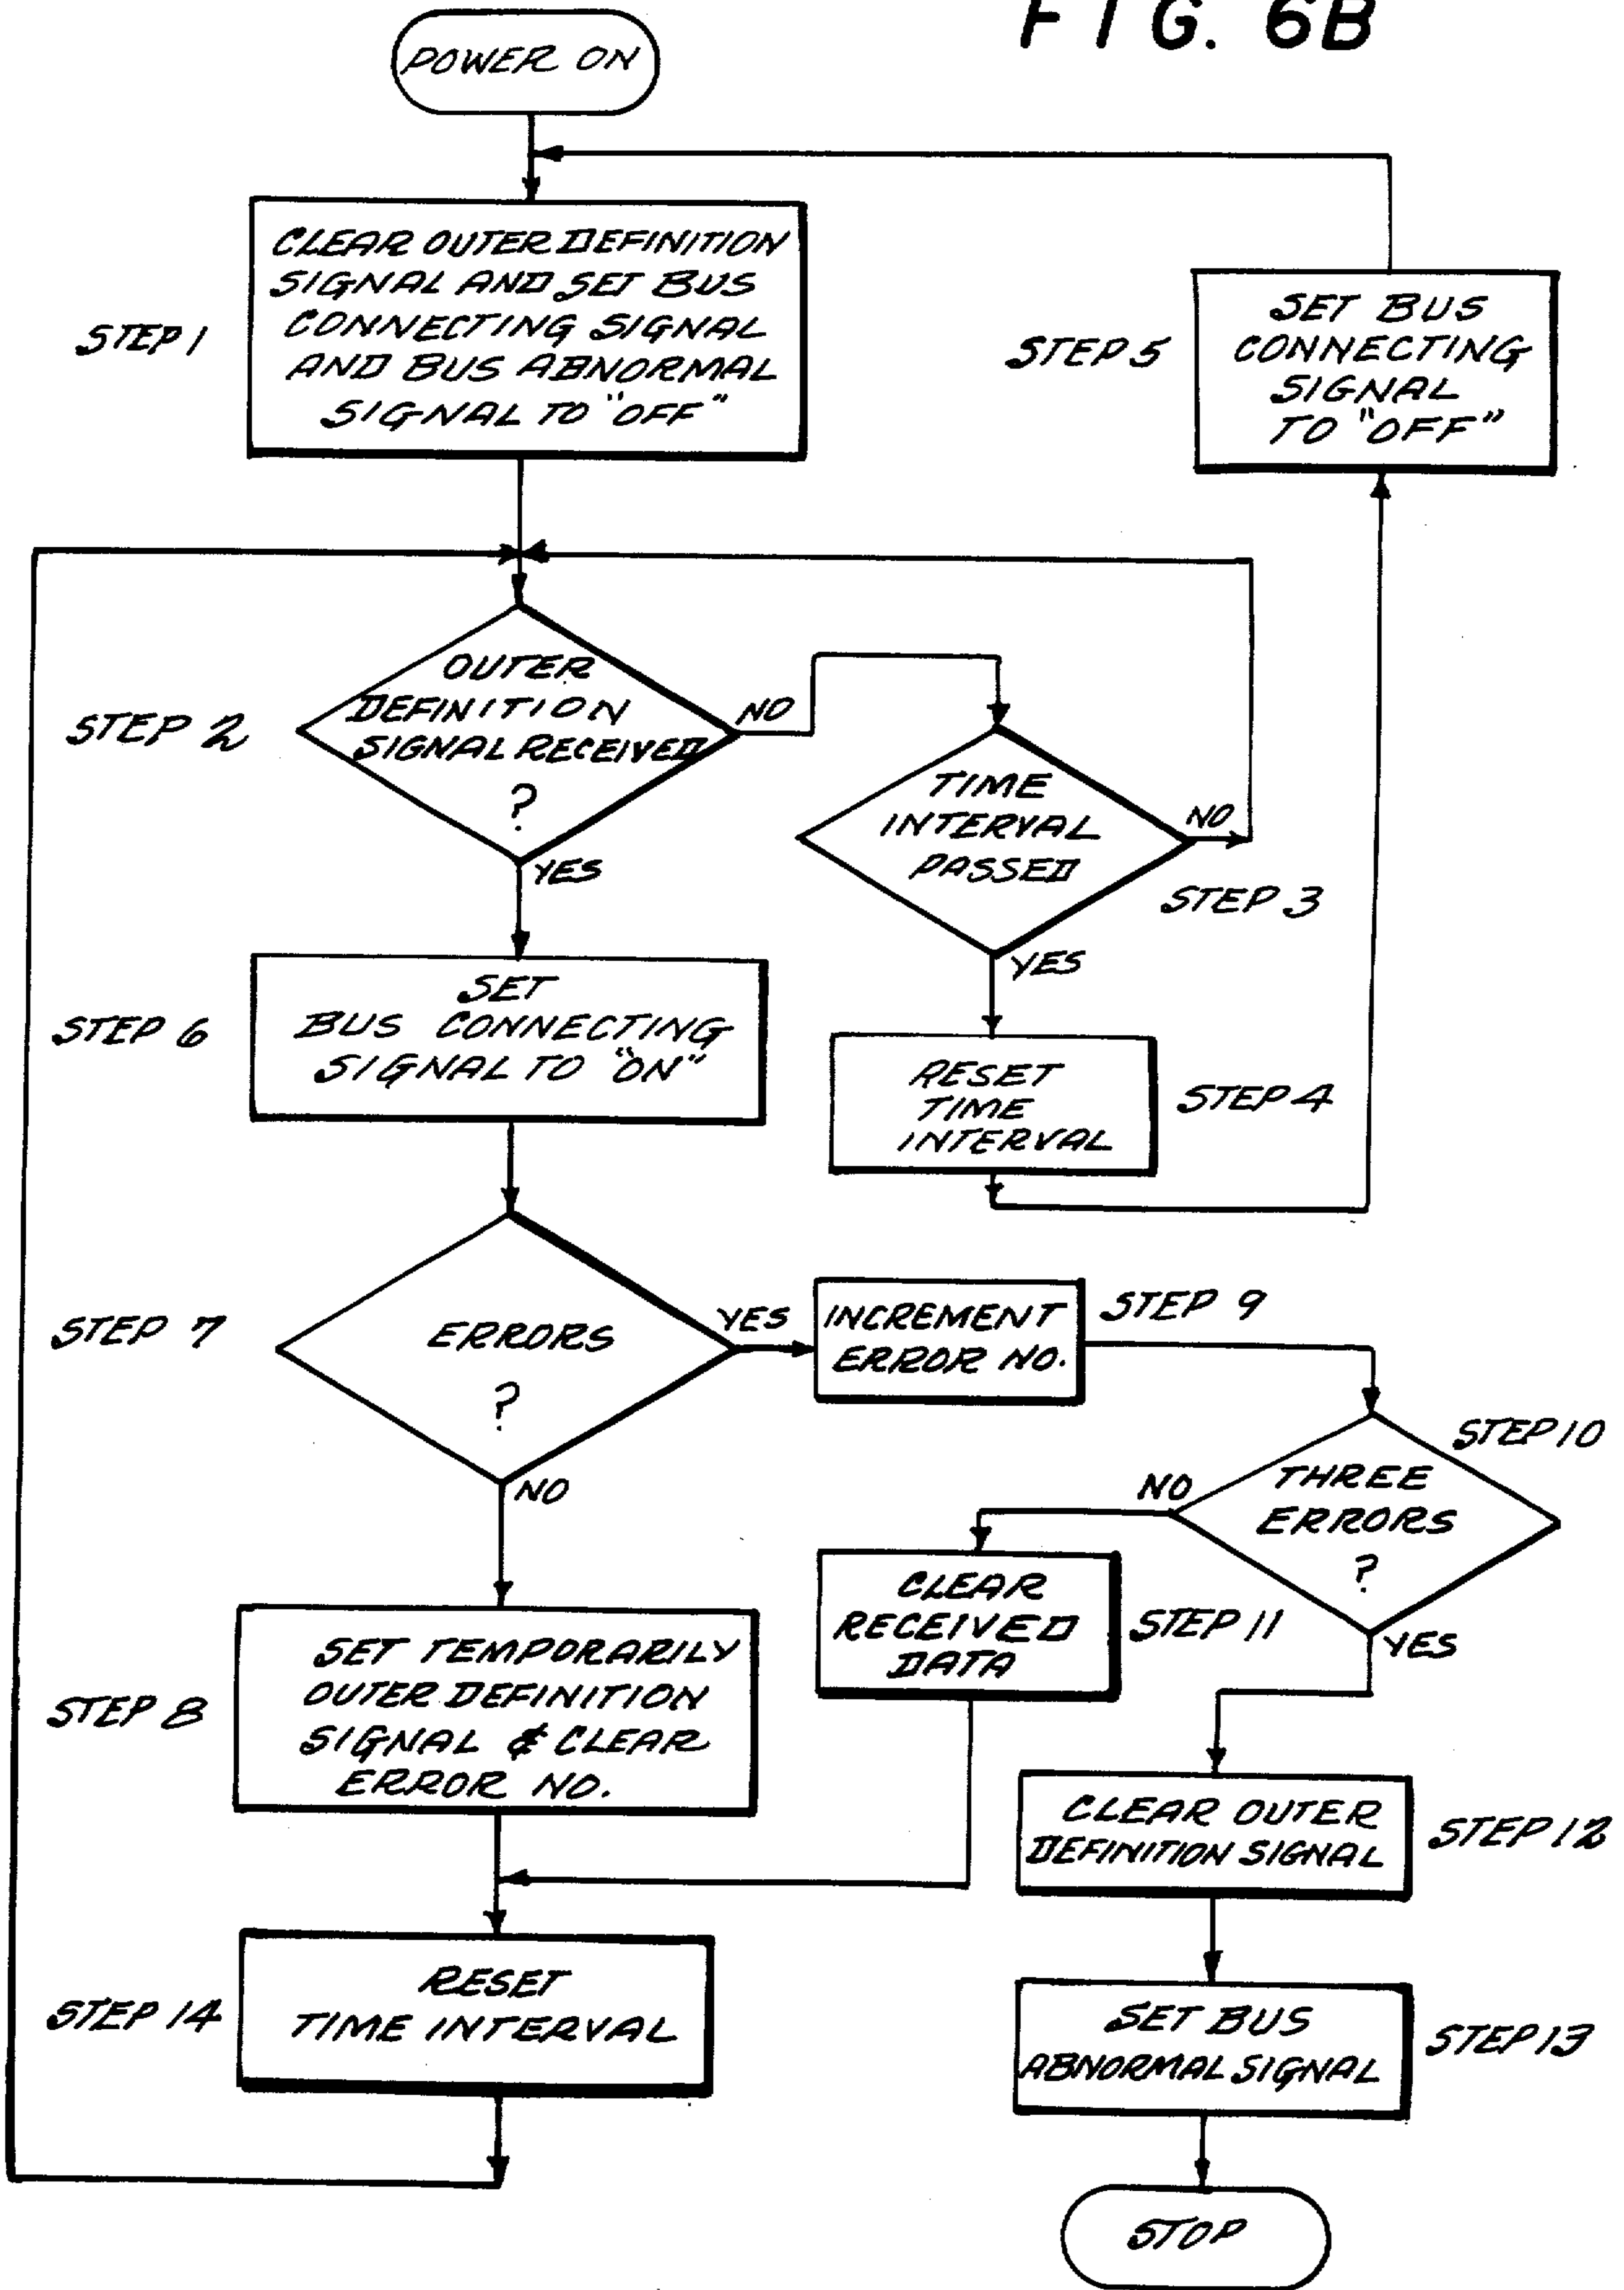 FIG. 6B
POWER ON
STEP 1
CLEAR OUTER DEFINITION
SIGNAL AND SET BUS
CONNECTING SIGNAL
AND BUS ABNORMAL
SIGNAL TO "OFF"
STEP 5
SET BUS
CONNECTING
SIGNAL
TO "OFF"
STEP 2
OUTER
DEFINITION
SIGNAL RECEIVED
?
NO
YES
TIME
INTERVAL
PASSED
NO
STEP 3
YES
STEP 6
SET
BUS CONNECTING
SIGNAL TO "ON"
RESET
TIME
INTERVAL
STEP 4
STEP 7
ERRORS
?
YES
NO
INCREMENT
ERROR NO.
STEP 9
STEP 10
THREE
ERRORS
?
NO
YES
CLEAR
RECEIVED
DATA
STEP 11
STEP 8
SET TEMPORARILY
OUTER DEFINITION
SIGNAL & CLEAR
ERROR NO.
CLEAR OUTER
DEFINITION SIGNAL
STEP 12
STEP 14
RESET
TIME INTERVAL
SET BUS
ABNORMAL SIGNAL
STEP 13
STOP